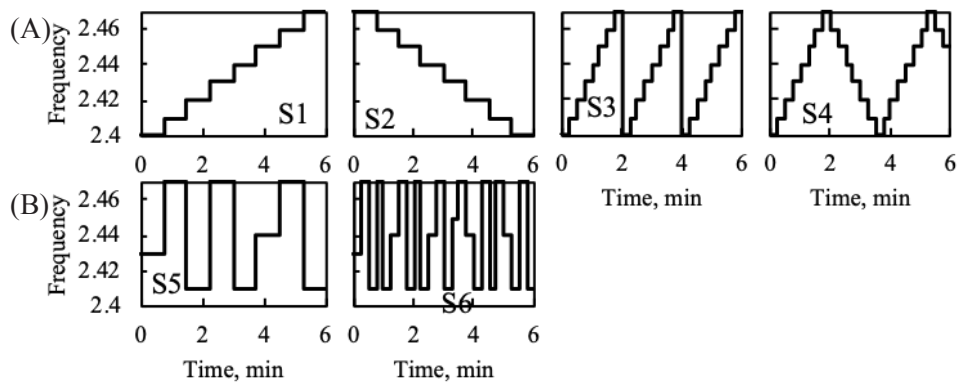 (A)
Frequency
2.46
2.44
2.42
2.4
S1
S2
S3
S4
0 2 4 6
0 2 4 6
0 2 4 6
0 2 4 6
Time, min
Time, min
(B)
Frequency
2.46
2.44
2.42
2.4
S5
S6
0 2 4 6
0 2 4 6
Time, min
Time, min